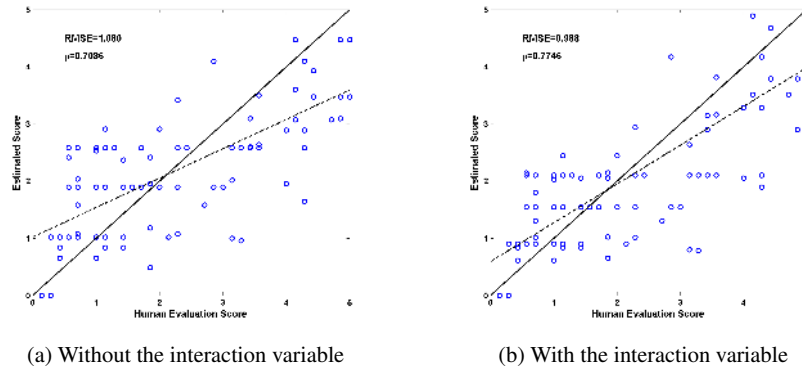 5
4
3
2
1
0
RMSE=1.080
ρ=0.7036
Estimated Score
0 1 2 3 4 5
Human Evaluation Score
(a) Without the interaction variable
5
4
3
2
1
0
RMSE=0.988
ρ=0.7746
Estimated Score
0 1 2 3 4
Human Evaluation Score
(b) With the interaction variable